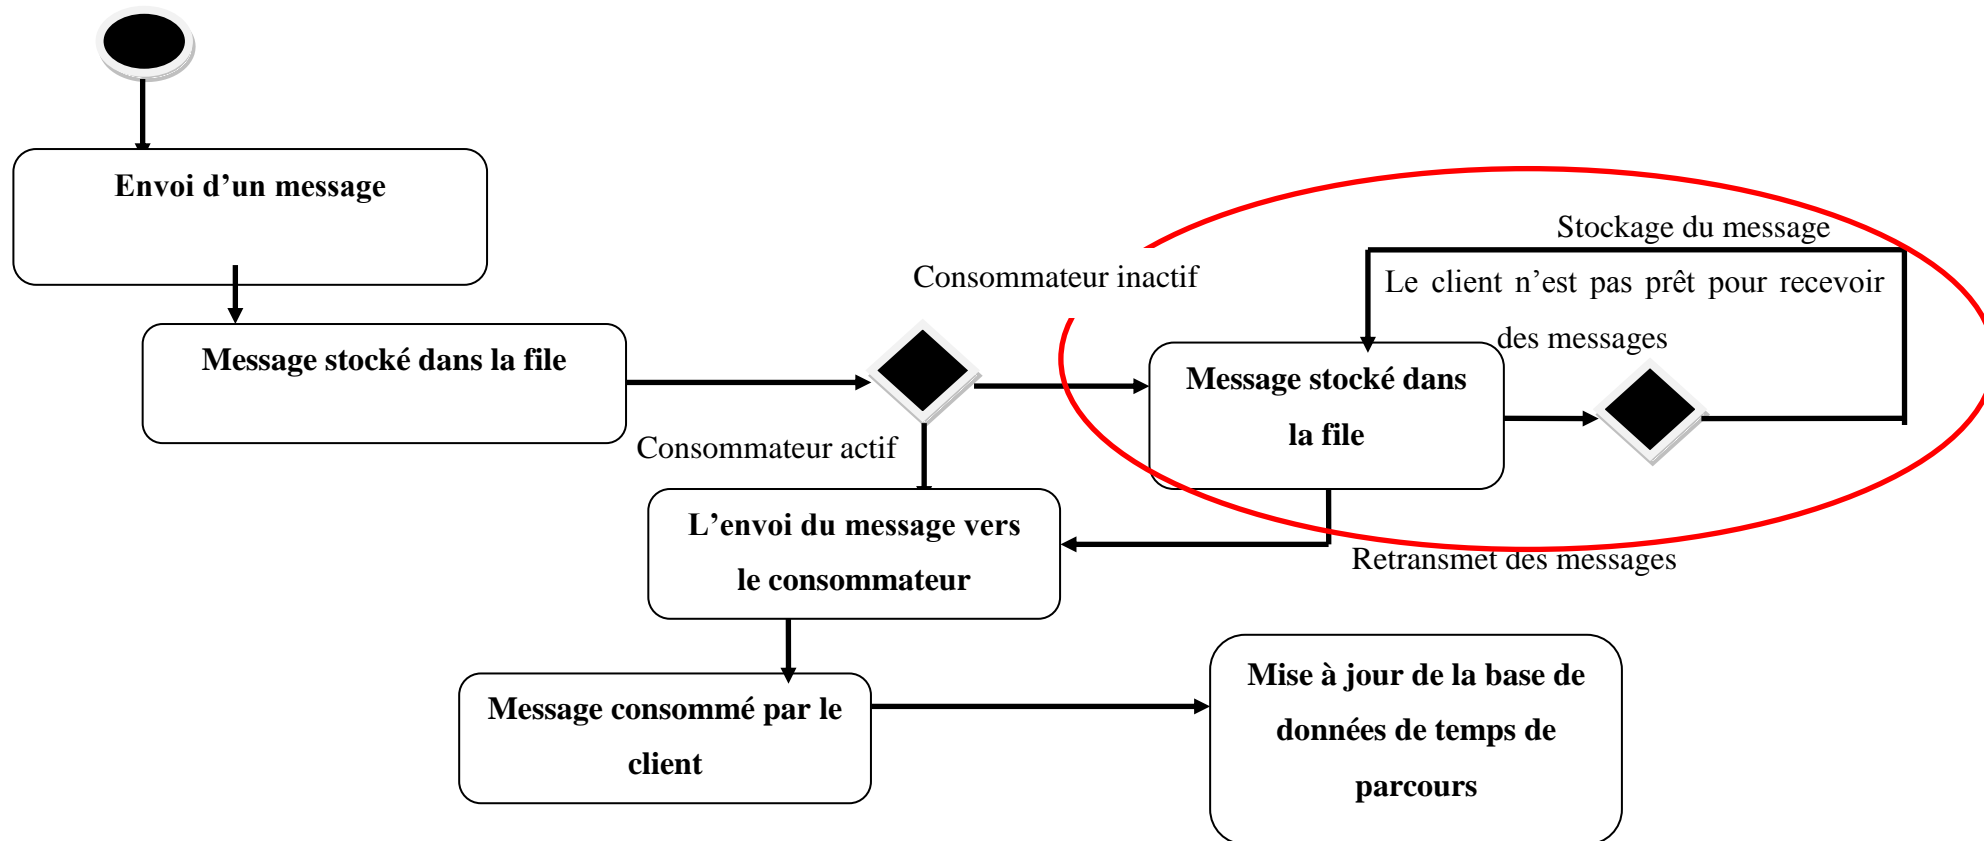 Envoi d’un message
Stockage du message
Consommateur inactif
Le client n’est pas prêt pour recevoir
des messages
Message stocké dans la file
Message stocké dans
la file
Consommateur actif
L’envoi du message vers
le consommateur
Retransmet des messages
Message consommé par le
client
Mise à jour de la base de
données de temps de
parcours